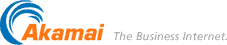 Akamai The Business Internet.